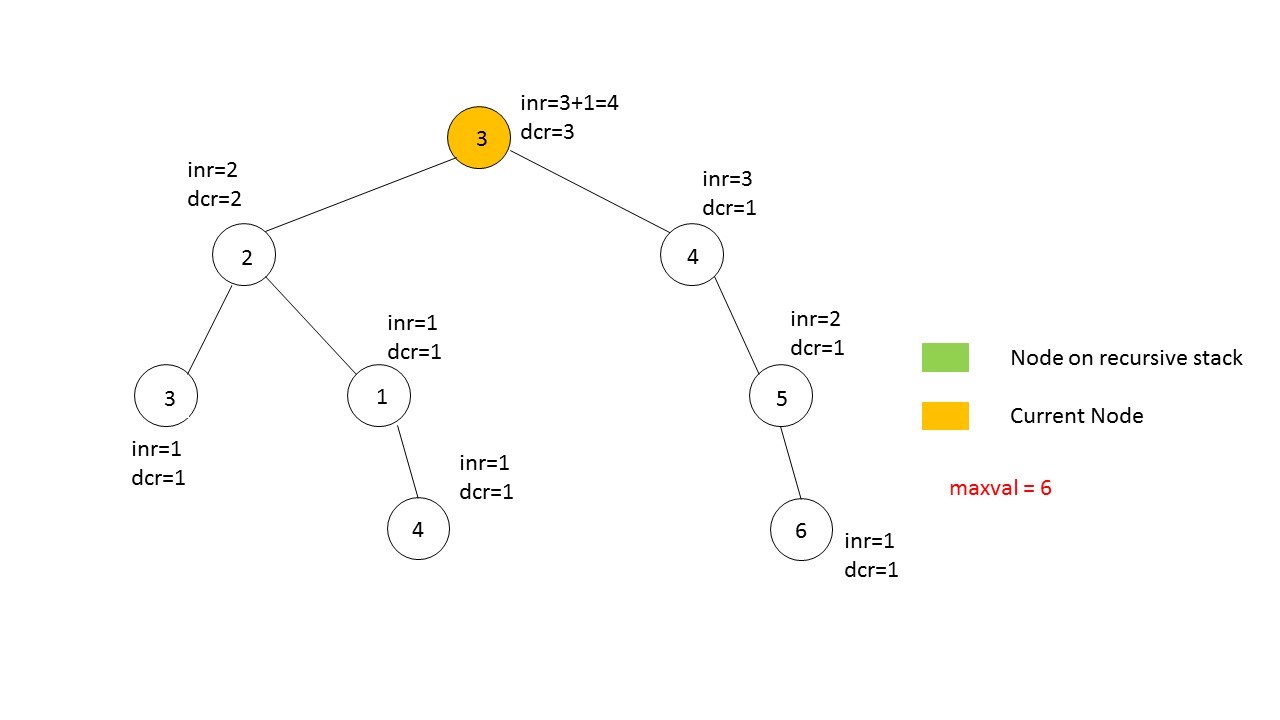 inr=3+1=4
dcr=3
3
inr=2
dcr=2
2
inr=3
dcr=1
4
inr=1
dcr=1
1
inr=2
dcr=1
5
3
inr=1
dcr=1
inr=1
dcr=1
4
6
inr=1
dcr=1
Node on recursive stack
Current Node
maxval = 6